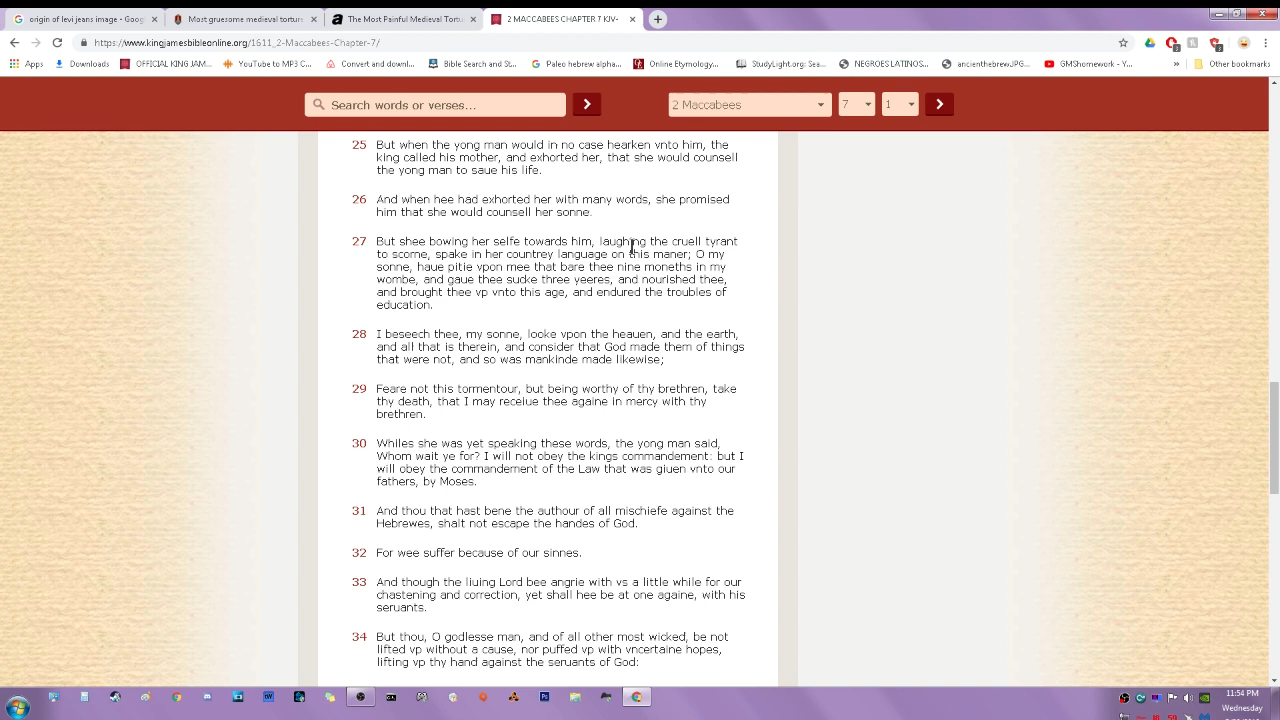 origin of levi jeans image - Goog
Most gruesome medieval torture
The Most Painful Medieval Tortu
2 MACCABEES CHAPTER 7 KJV-
https://www.kingjamesbibleonline.org/1611_2-Maccabees-Chapter-7/
Apps
Downloads
OFFICIAL KING JAM...
YouTube to MP3 C...
Convert and downl...
Bible Search and St...
Paleo hebrew alpha...
Online Etymology...
StudyLight.org: Sea...
NEGROES LATINOS...
ancienthebrewJPG...
GMShomework - Y...
»
Other bookmarks
Search words or verses...
2 Maccabees
7
1
25 But when the yong man would in no case hearken vnto him, the
king called his mother, and exhorted her, that she would counsell
the yong man to saue his life.
26 And when hee had exhorted her with many words, she promised
him that she would counsell her sonne.
27 But shee bowing her selfe towards him, laughing the cruell tyrant
to scorne, spake in her countrey language on this maner; O my
sonne, haue pitie vpon mee that bare thee nine moneths in my
wombe, and gaue thee sucke three yeeres, and nourished thee,
and brought thee vp vnto this age, and endured the troubles of
education.
28 I beseech thee, my sonne, looke vpon the heauen, and the earth,
and all that is therein, and consider that God made them of things
that were not, and so was mankinde made likewise;
29 Feare not this tormentour, but being worthy of thy brethren, take
thy death, that I may receiue thee againe in mercy with thy
brethren.
30 Whiles she was yet speaking these words, the yong man said,
Whom wait ye for? I will not obey the kings commandement: but I
will obey the commandement of the Law that was giuen vnto our
fathers, by Moses.
31 And thou that hast bene the authour of all mischiefe against the
Hebrewes, shalt not escape the handes of God.
32 For wee suffer because of our sinnes.
33 And though the liuing Lord bee angrie with vs a little while for our
chastening and correction, yet shall hee be at one againe, with his
seruants.
34 But thou, O godlesse man, and of all other most wicked, be not
lifted vp without a cause, nor puffed vp with vncertaine hopes,
lifting vp thy hand against the seruants of God:
11:54 PM
Wednesday